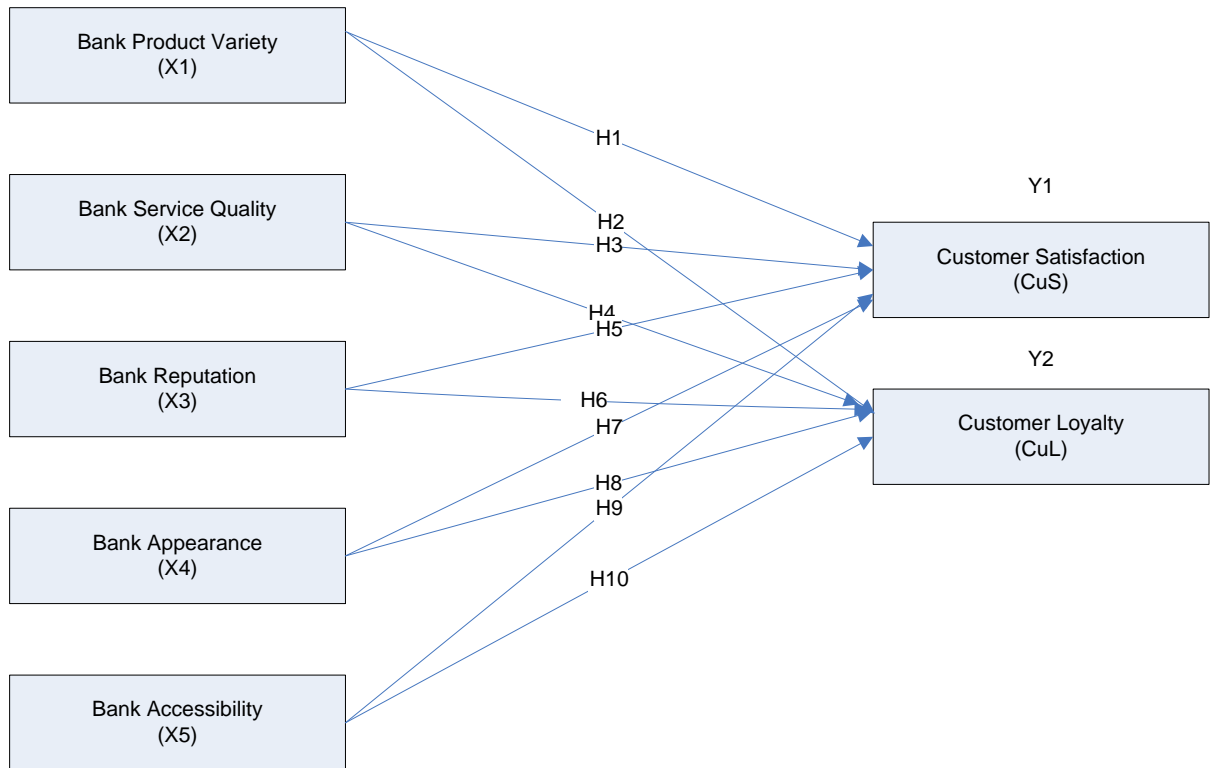 Bank Product Variety
(X1)
H1
Y1
Bank Service Quality
(X2)
H2
H3
Customer Satisfaction
(CuS)
H4
H5
Bank Reputation
(X3)
Y2
H6
H7
Customer Loyalty
(CuL)
H8
H9
Bank Appearance
(X4)
H10
Bank Accessibility
(X5)